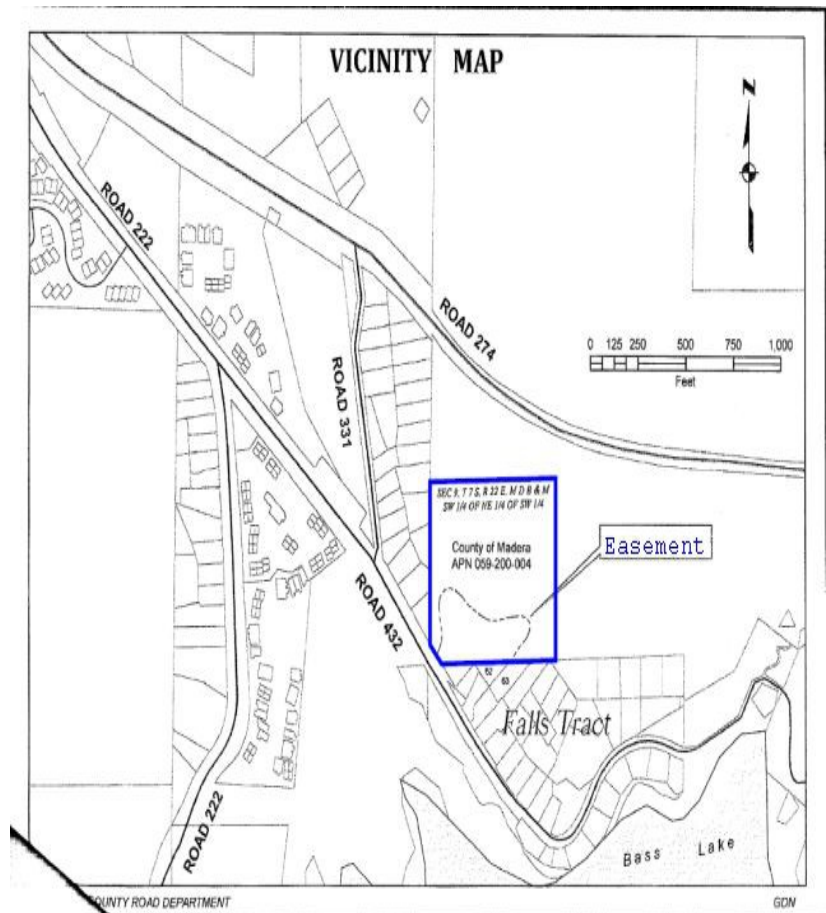 VICINITY MAP
Z
ROAD 222
ROAD 274
0 125 250 500 750 1,000
Feet
ROAD 331
SEC 9, T 7 S, R 22 E, M D B & M
SW 1/4 OF NE 1/4 OF SW 1/4
County of Madera
APN 059-200-004
Easement
ROAD 432
62
63
Falls Tract
ROAD 222
Bass Lake
COUNTY ROAD DEPARTMENT
GDN